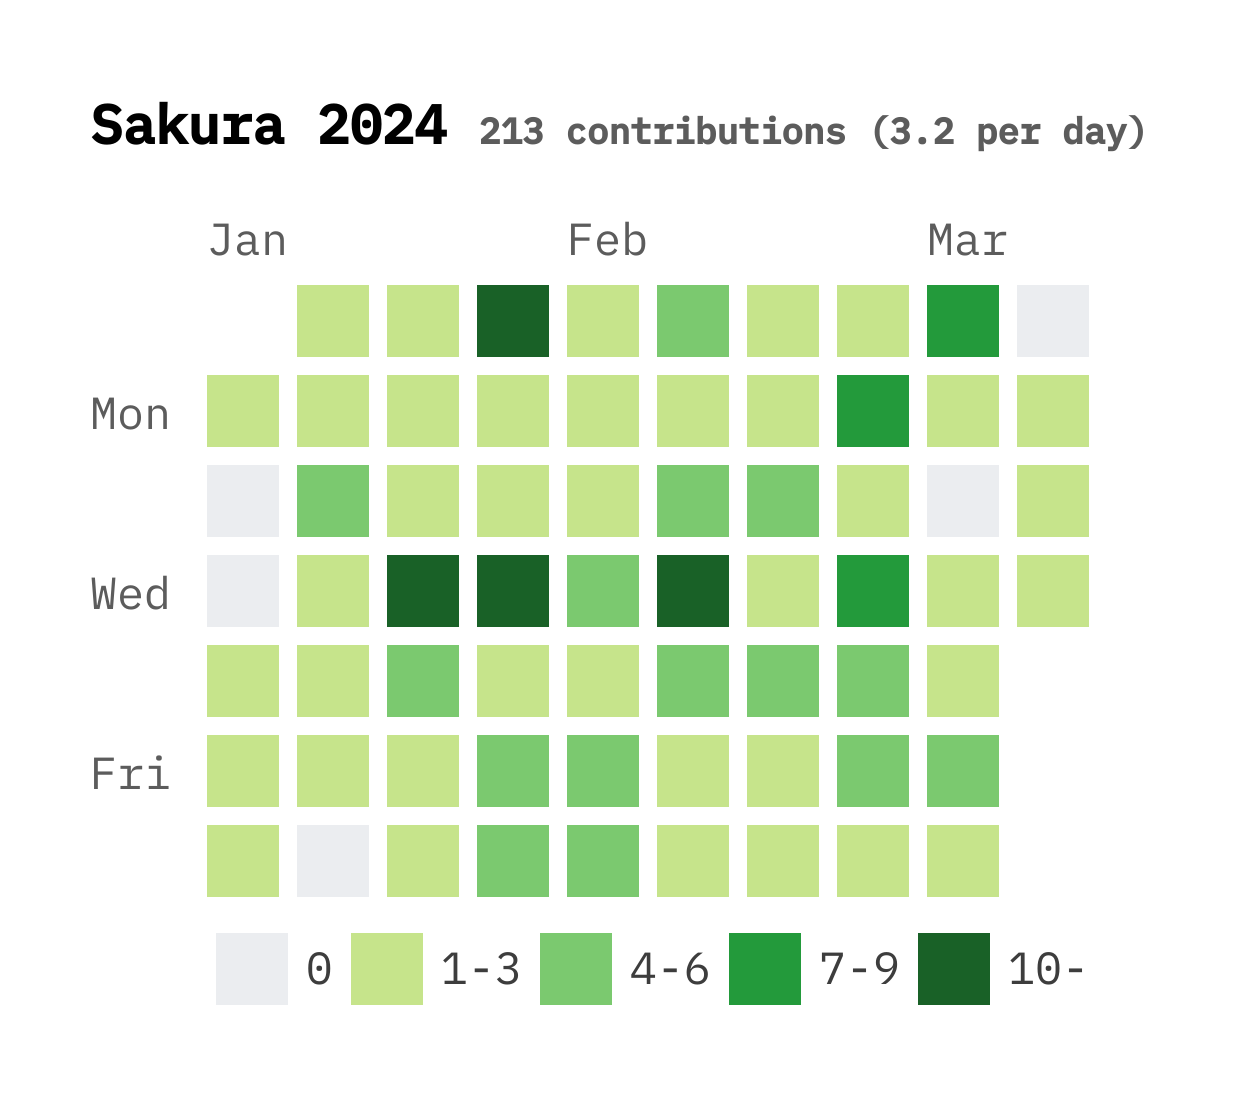 Sakura 2024 213 contributions (3.2 per day)
Jan Feb Mar
Mon
Wed
Fri
0 1-3 4-6 7-9 10-